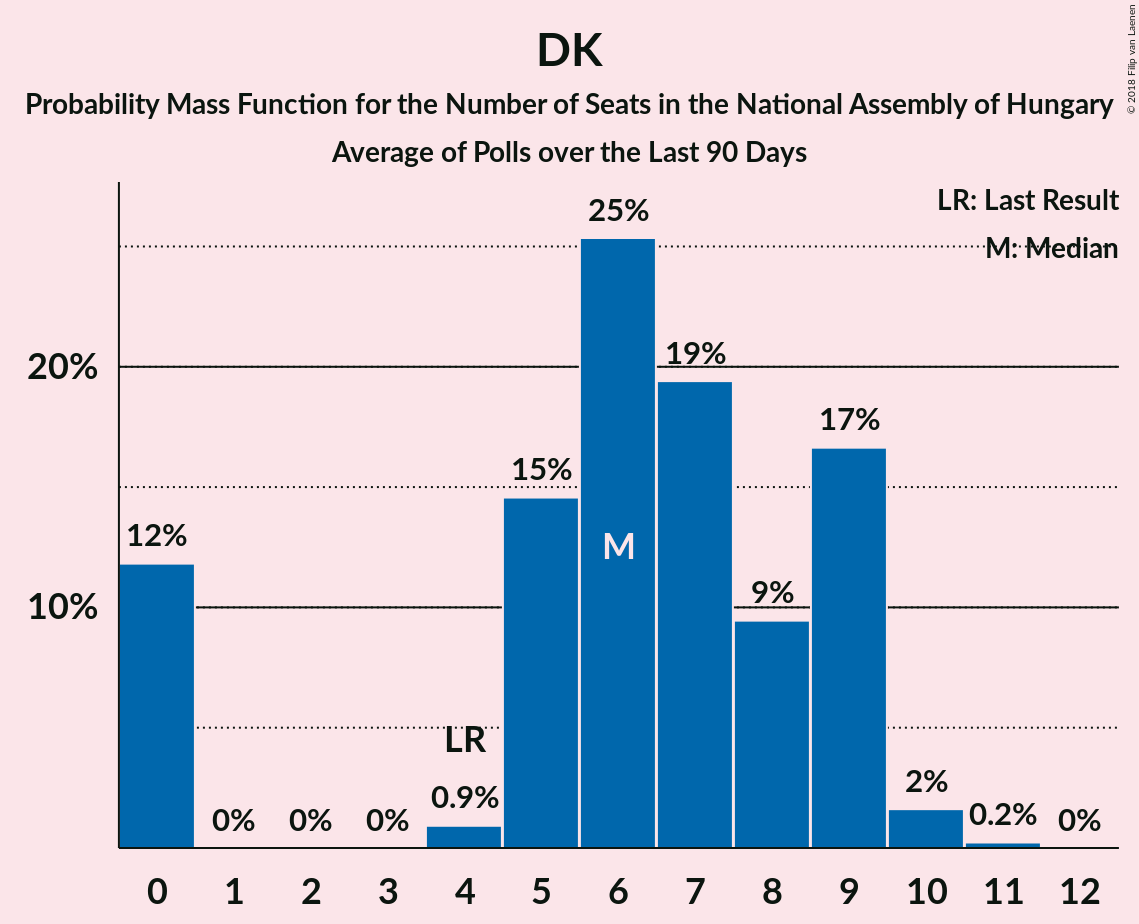 DK
Probability Mass Function for the Number of Seats in the National Assembly of Hungary
Average of Polls over the Last 90 Days
© 2018 Filip van Laenen
LR: Last Result
M: Median
25%
20%
19%
17%
15%
12%
M
10%
9%
LR
0.9%
2%
0% 0% 0% 0.2% 0%
0 1 2 3 4 5 6 7 8 9 10 11 12